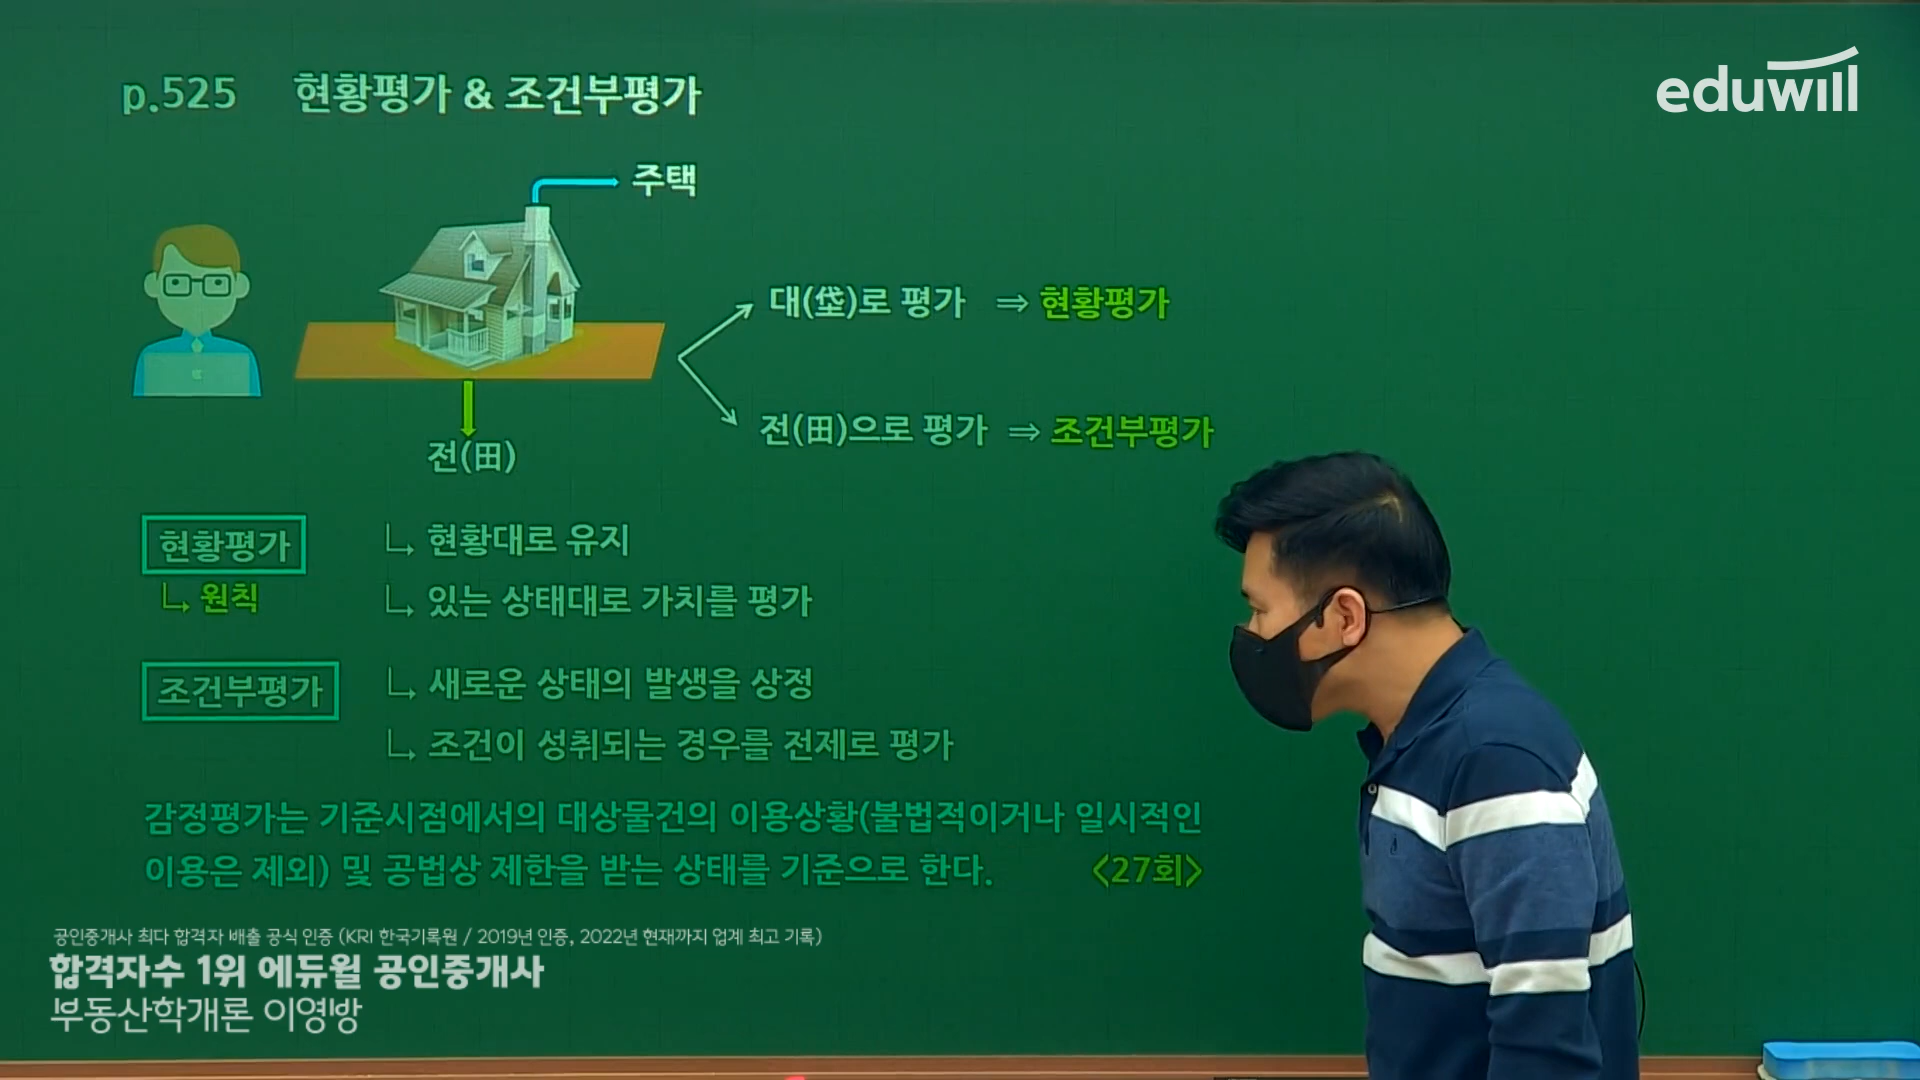 p.525 현황평가 & 조건부평가
eduwill
주택
대(垈)로 평가 ⇒ 현황평가
전(田)으로 평가 ⇒ 조건부평가
전(田)
현황평가
↳ 원칙
↳ 현황대로 유지
↳ 있는 상태대로 가치를 평가
조건부평가
↳ 새로운 상태의 발생을 상정
↳ 조건이 성취되는 경우를 전제로 평가
감정평가는 기준시점에서의 대상물건의 이용상황(불법적이거나 일시적인
이용은 제외) 및 공법상 제한을 받는 상태를 기준으로 한다. <27회>
공인중개사 최다 합격자 배출 공식 인증 (KRI 한국기록원 / 2019년 인증, 2022년 현재까지 업계 최고 기록)
합격자수 1위 에듀윌 공인중개사
부동산학개론 이영방